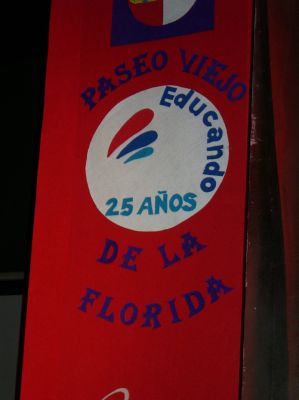 PASEO VIEJO
Educando
25 AÑOS
DE LA
FLORIDA